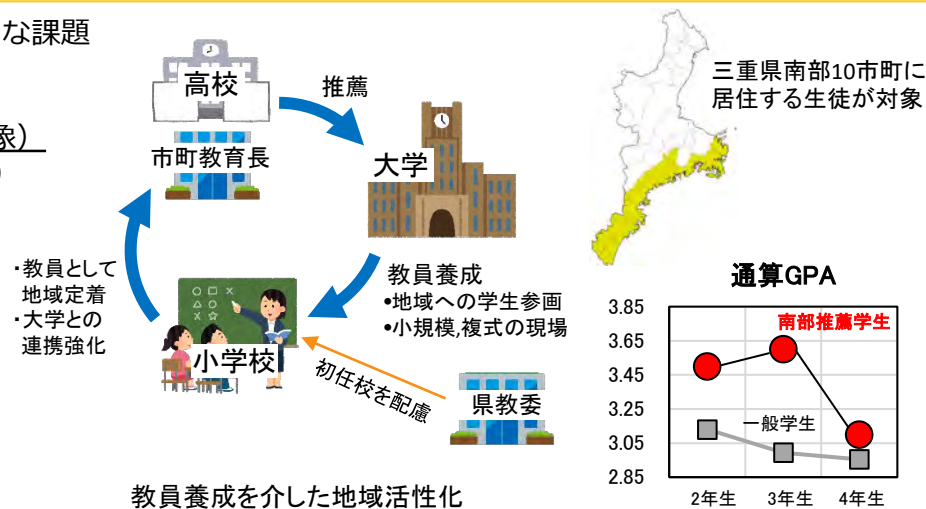 な課題
象）
）
高校
市町教育長
推薦
大学
教員養成
•地域への学生参画
•小規模,複式の現場
・教員として
地域定着
・大学との
連携強化
小学校
初任校を配慮
県教委
教員養成を介した地域活性化
三重県南部10市町に
居住する生徒が対象
通算GPA
3.85
3.65
3.45
3.25
3.05
2.85
南部推薦学生
一般学生
2年生
3年生
4年生